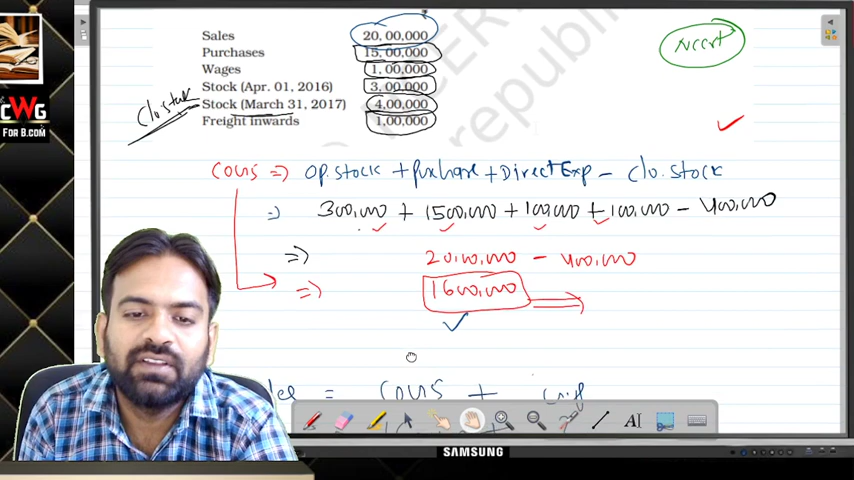 Sales 20,00,000
Purchases 15,00,000
Wages 1,00,000
Stock (Apr. 01, 2016) 3,00,000
Stock (March 31, 2017) 4,00,000
Freight inwards 1,00,000
Clo.stock
Ncert
CWG
FOR B.COM
republi
COGS => Op.stock + purchase + Direct Exp - clo.stock
=> 300,000 + 1500,000 + 100,000 + 100,000 - 400,000
=> 20,00,000 - 400,000
=> 1600,000
= COGS +
AI
SAMSUNG